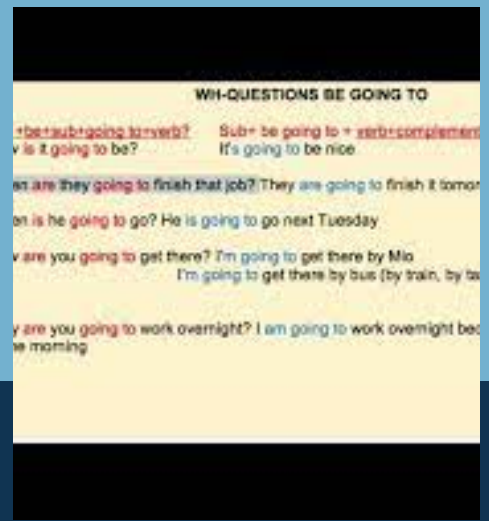 WH-QUESTIONS BE GOING TO
+be+sub+going to+verb? Sub+ be going to + verb+complement
is it going to be? It's going to be nice
are they going to finish that job? They are going to finish it
is he going to go? He is going to go next Tuesday
are you going to get there? I'm going to get there by Mio
I'm going to get there by bus (by train, by
are you going to work overnight? I am going to work overnight
morning